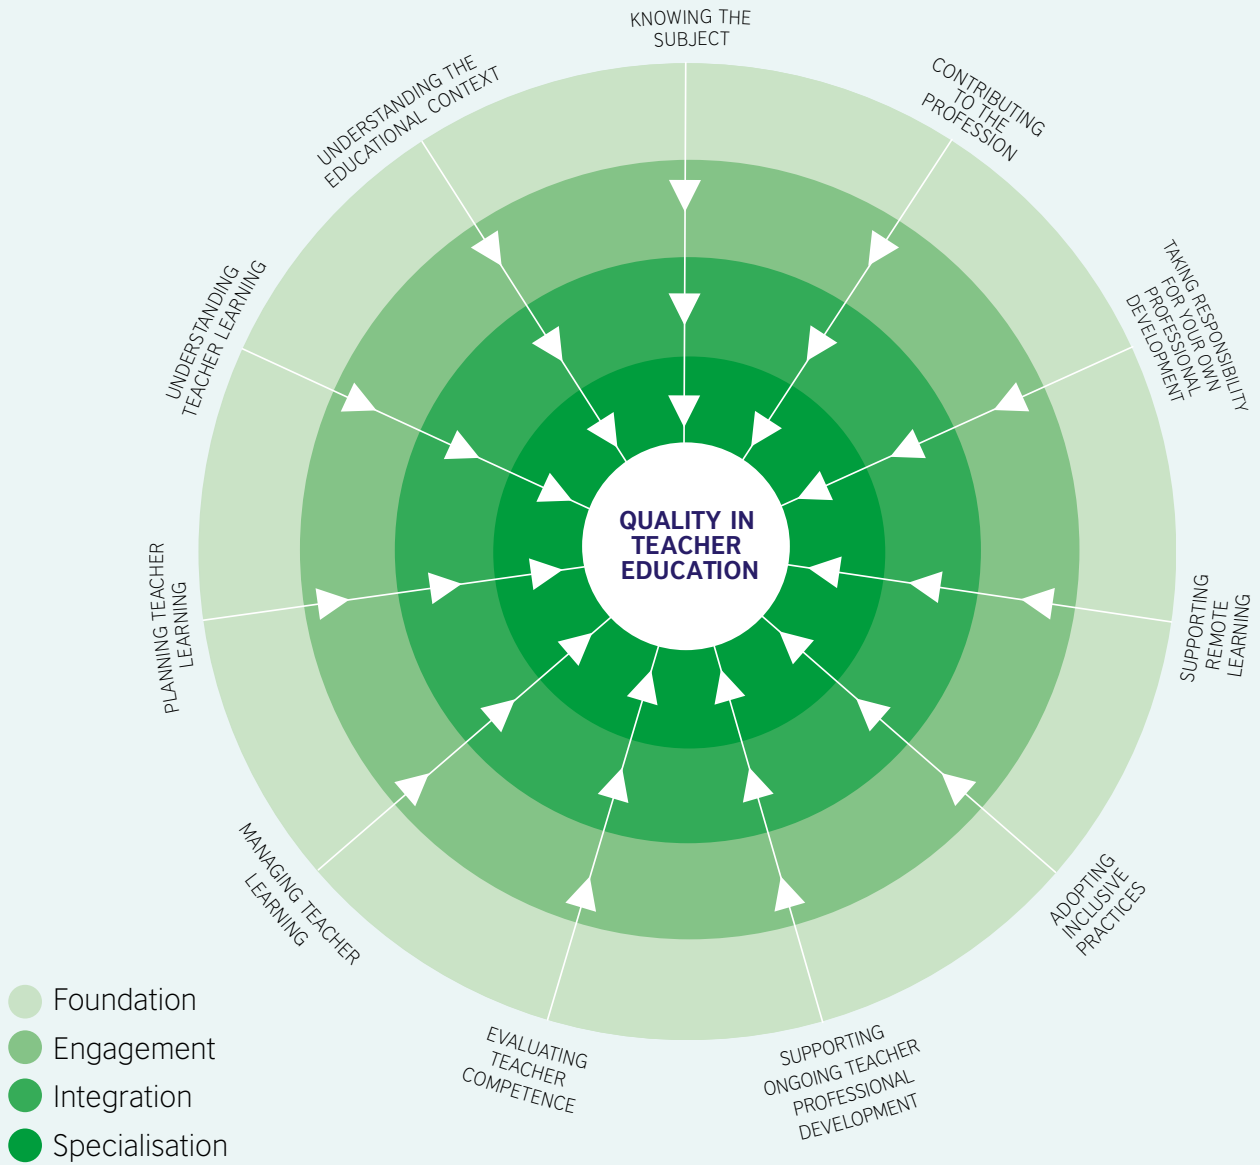 KNOWING THE
SUBJECT
CONTRIBUTING
TO THE
PROFESSION
TAKING RESPONSIBILITY
FOR YOUR OWN
PROFESSIONAL
DEVELOPMENT
SUPPORTING
REMOTE
LEARNING
ADOPTING
INCLUSIVE
PRACTICES
SUPPORTING
ONGOING TEACHER
PROFESSIONAL
DEVELOPMENT
EVALUATING
TEACHER
COMPETENCE
MANAGING TEACHER
LEARNING
PLANNING TEACHER
LEARNING
UNDERSTANDING
TEACHER LEARNING
UNDERSTANDING THE
EDUCATIONAL CONTEXT
QUALITY IN
TEACHER
EDUCATION
Foundation
Engagement
Integration
Specialisation